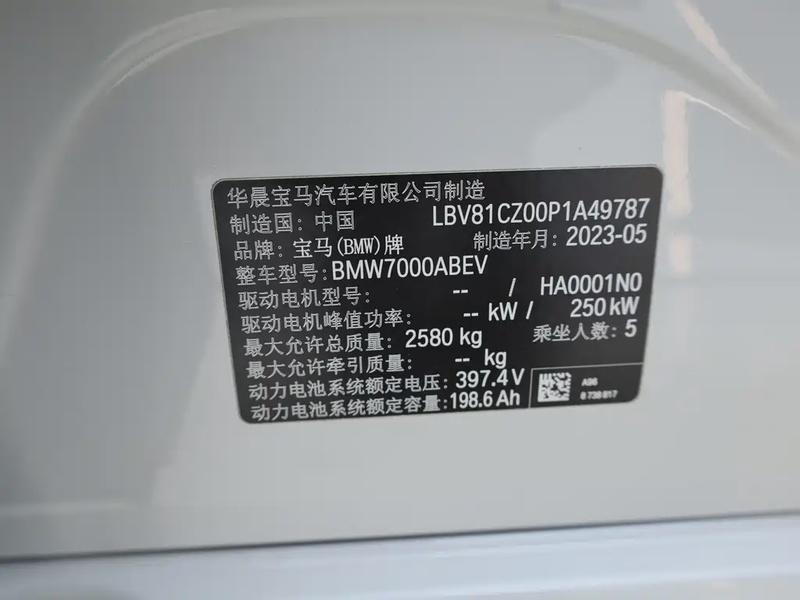 华晨宝马汽车有限公司制造
制造国：中国 LBV81CZ00P1A49787
品牌：宝马(BMW)牌 制造年月：2023-05
整车型号：BMW7000ABEV
驱动电机型号： -- / HA0001N0
驱动电机峰值功率： -- kW / 250 kW
最大允许总质量：2580 kg 乘坐人数：5
最大允许牵引质量： -- kg
动力电池系统额定电压：397.4 V
动力电池系统额定容量：198.6 Ah
A96
8 738 817